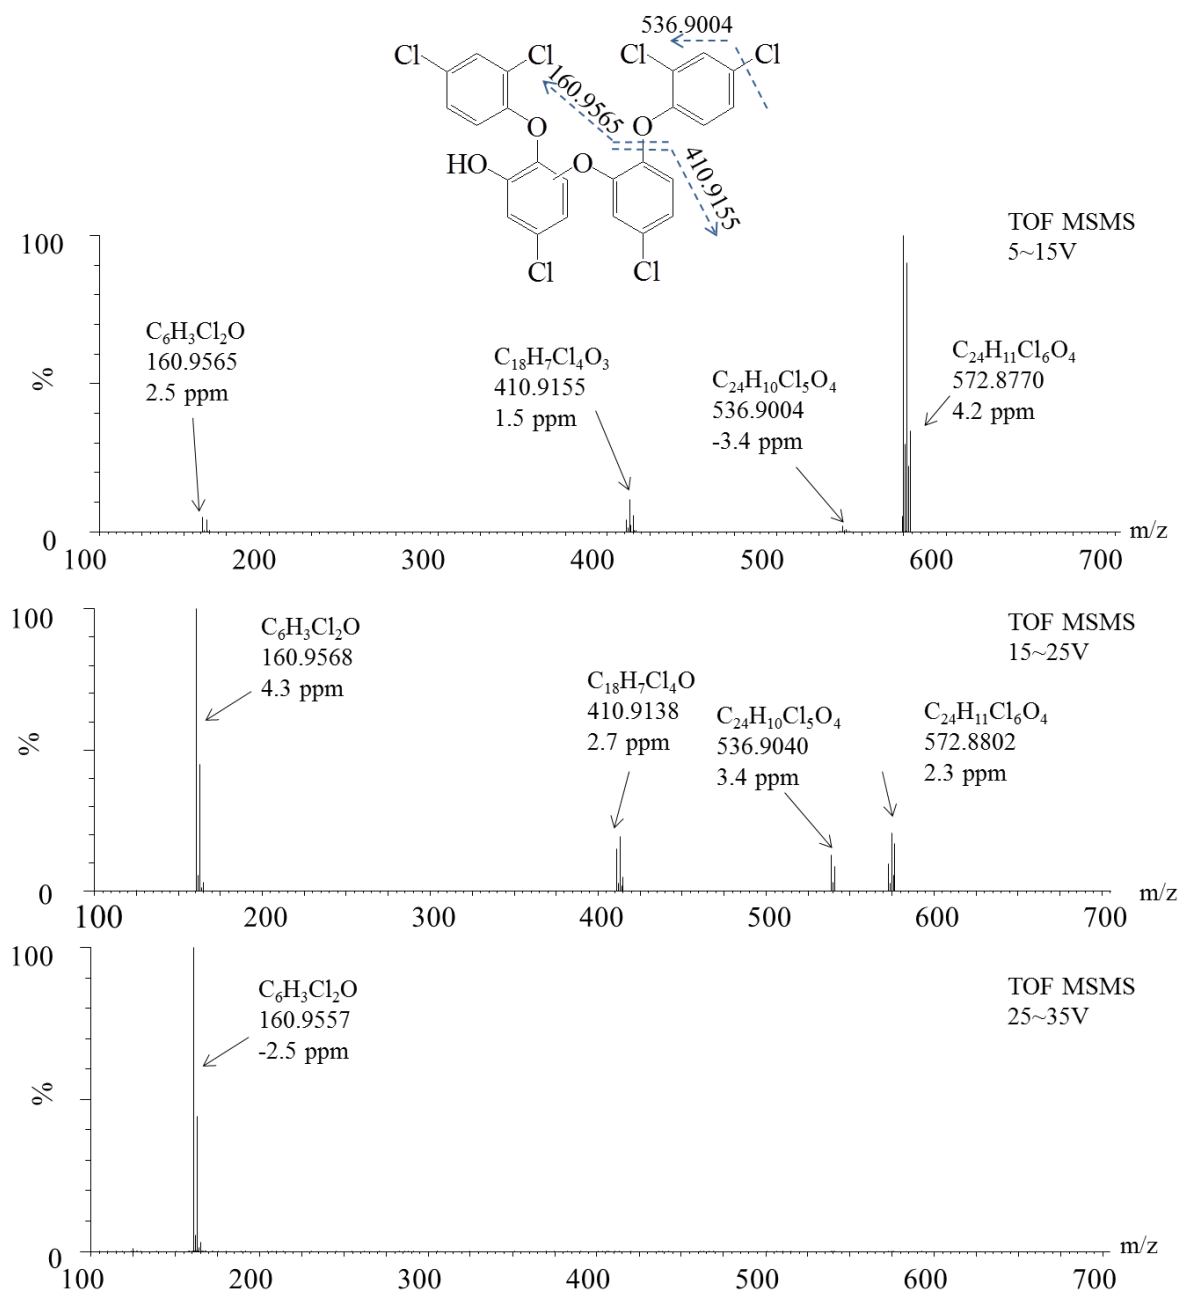 536.9004
Cl Cl Cl Cl
160.9565
O O
410.9155
HO O
Cl Cl
TOF MSMS
5~15V
100
C₆H₃Cl₂O
160.9565
2.5 ppm
C₁₈H₇Cl₄O₃
410.9155
1.5 ppm
C₂₄H₁₀Cl₅O₄
536.9004
-3.4 ppm
C₂₄H₁₁Cl₆O₄
572.8770
4.2 ppm
%
0
m/z
100 200 300 400 500 600 700
TOF MSMS
15~25V
100
C₆H₃Cl₂O
160.9568
4.3 ppm
C₁₈H₇Cl₄O
410.9138
2.7 ppm
C₂₄H₁₀Cl₅O₄
536.9040
3.4 ppm
C₂₄H₁₁Cl₆O₄
572.8802
2.3 ppm
%
0
m/z
100 200 300 400 500 600 700
TOF MSMS
25~35V
100
C₆H₃Cl₂O
160.9557
-2.5 ppm
%
0
m/z
100 200 300 400 500 600 700